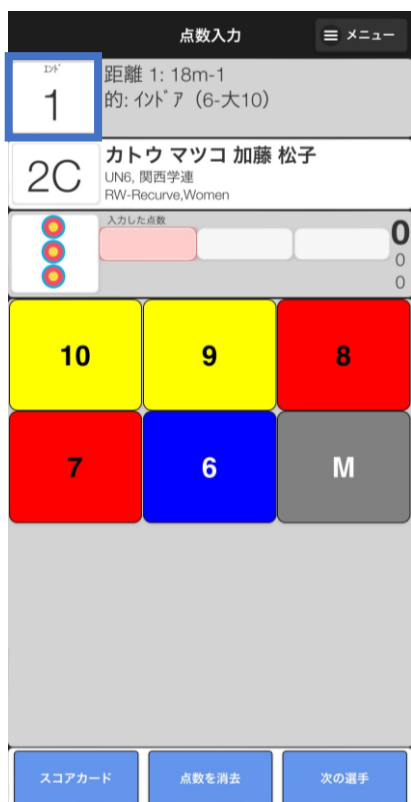 点数入力
≡ メニュー
エンド
1
距離 1: 18m-1
的: インドア（6-大10）
2C
カトウ マツコ 加藤 松子
UN6, 関西学連
RW-Recurve,Women
入力した点数
0
0
0
10 9 8
7 6 M
スコアカード 点数を消去 次の選手